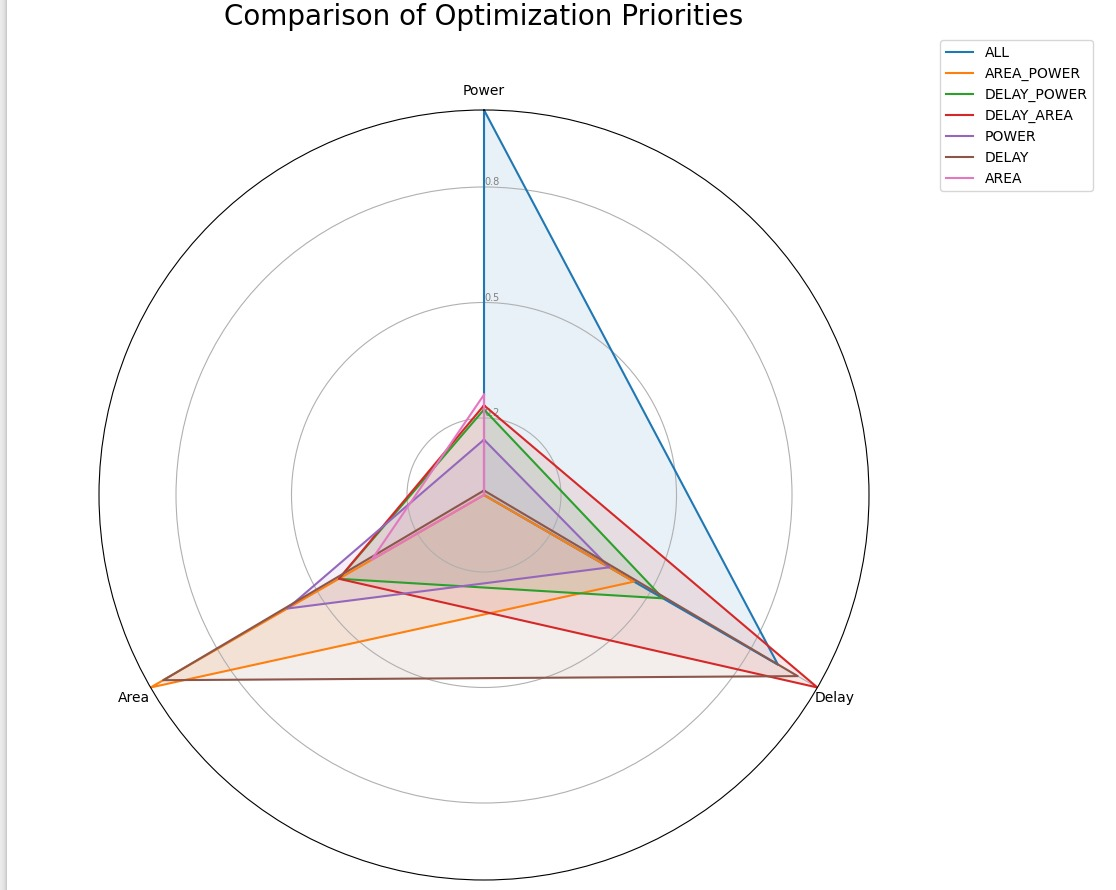 Comparison of Optimization Priorities
ALL
AREA_POWER
DELAY_POWER
DELAY_AREA
POWER
DELAY
AREA
Power
0.8
0.5
Area
Delay